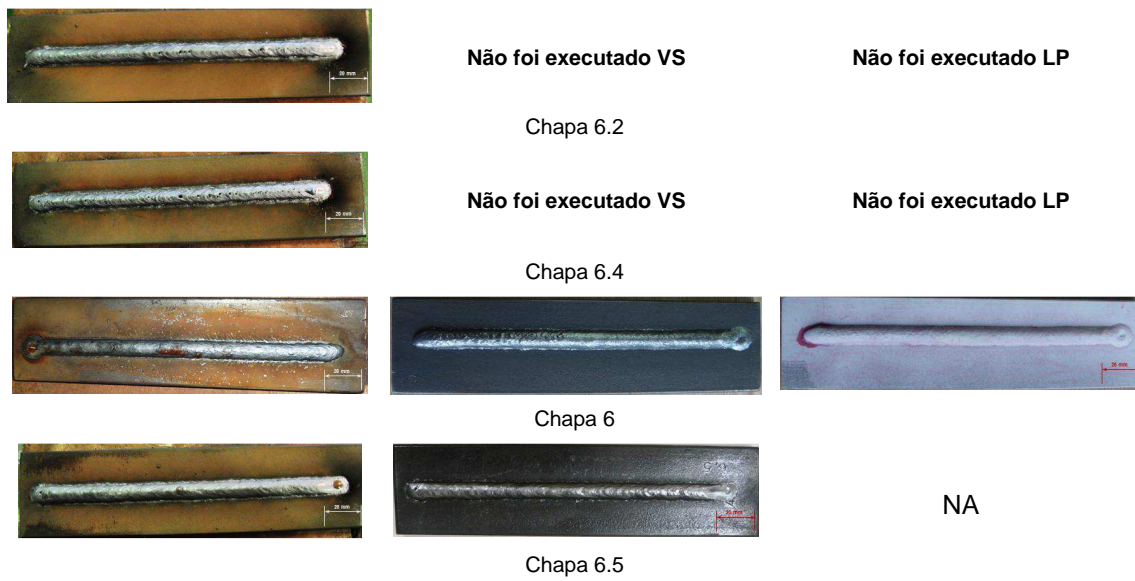 Não foi executado VS
Não foi executado LP
20 mm
Chapa 6.2
Não foi executado VS
Não foi executado LP
20 mm
Chapa 6.4
20 mm
20 mm
Chapa 6
NA
20 mm
20 mm
Chapa 6.5